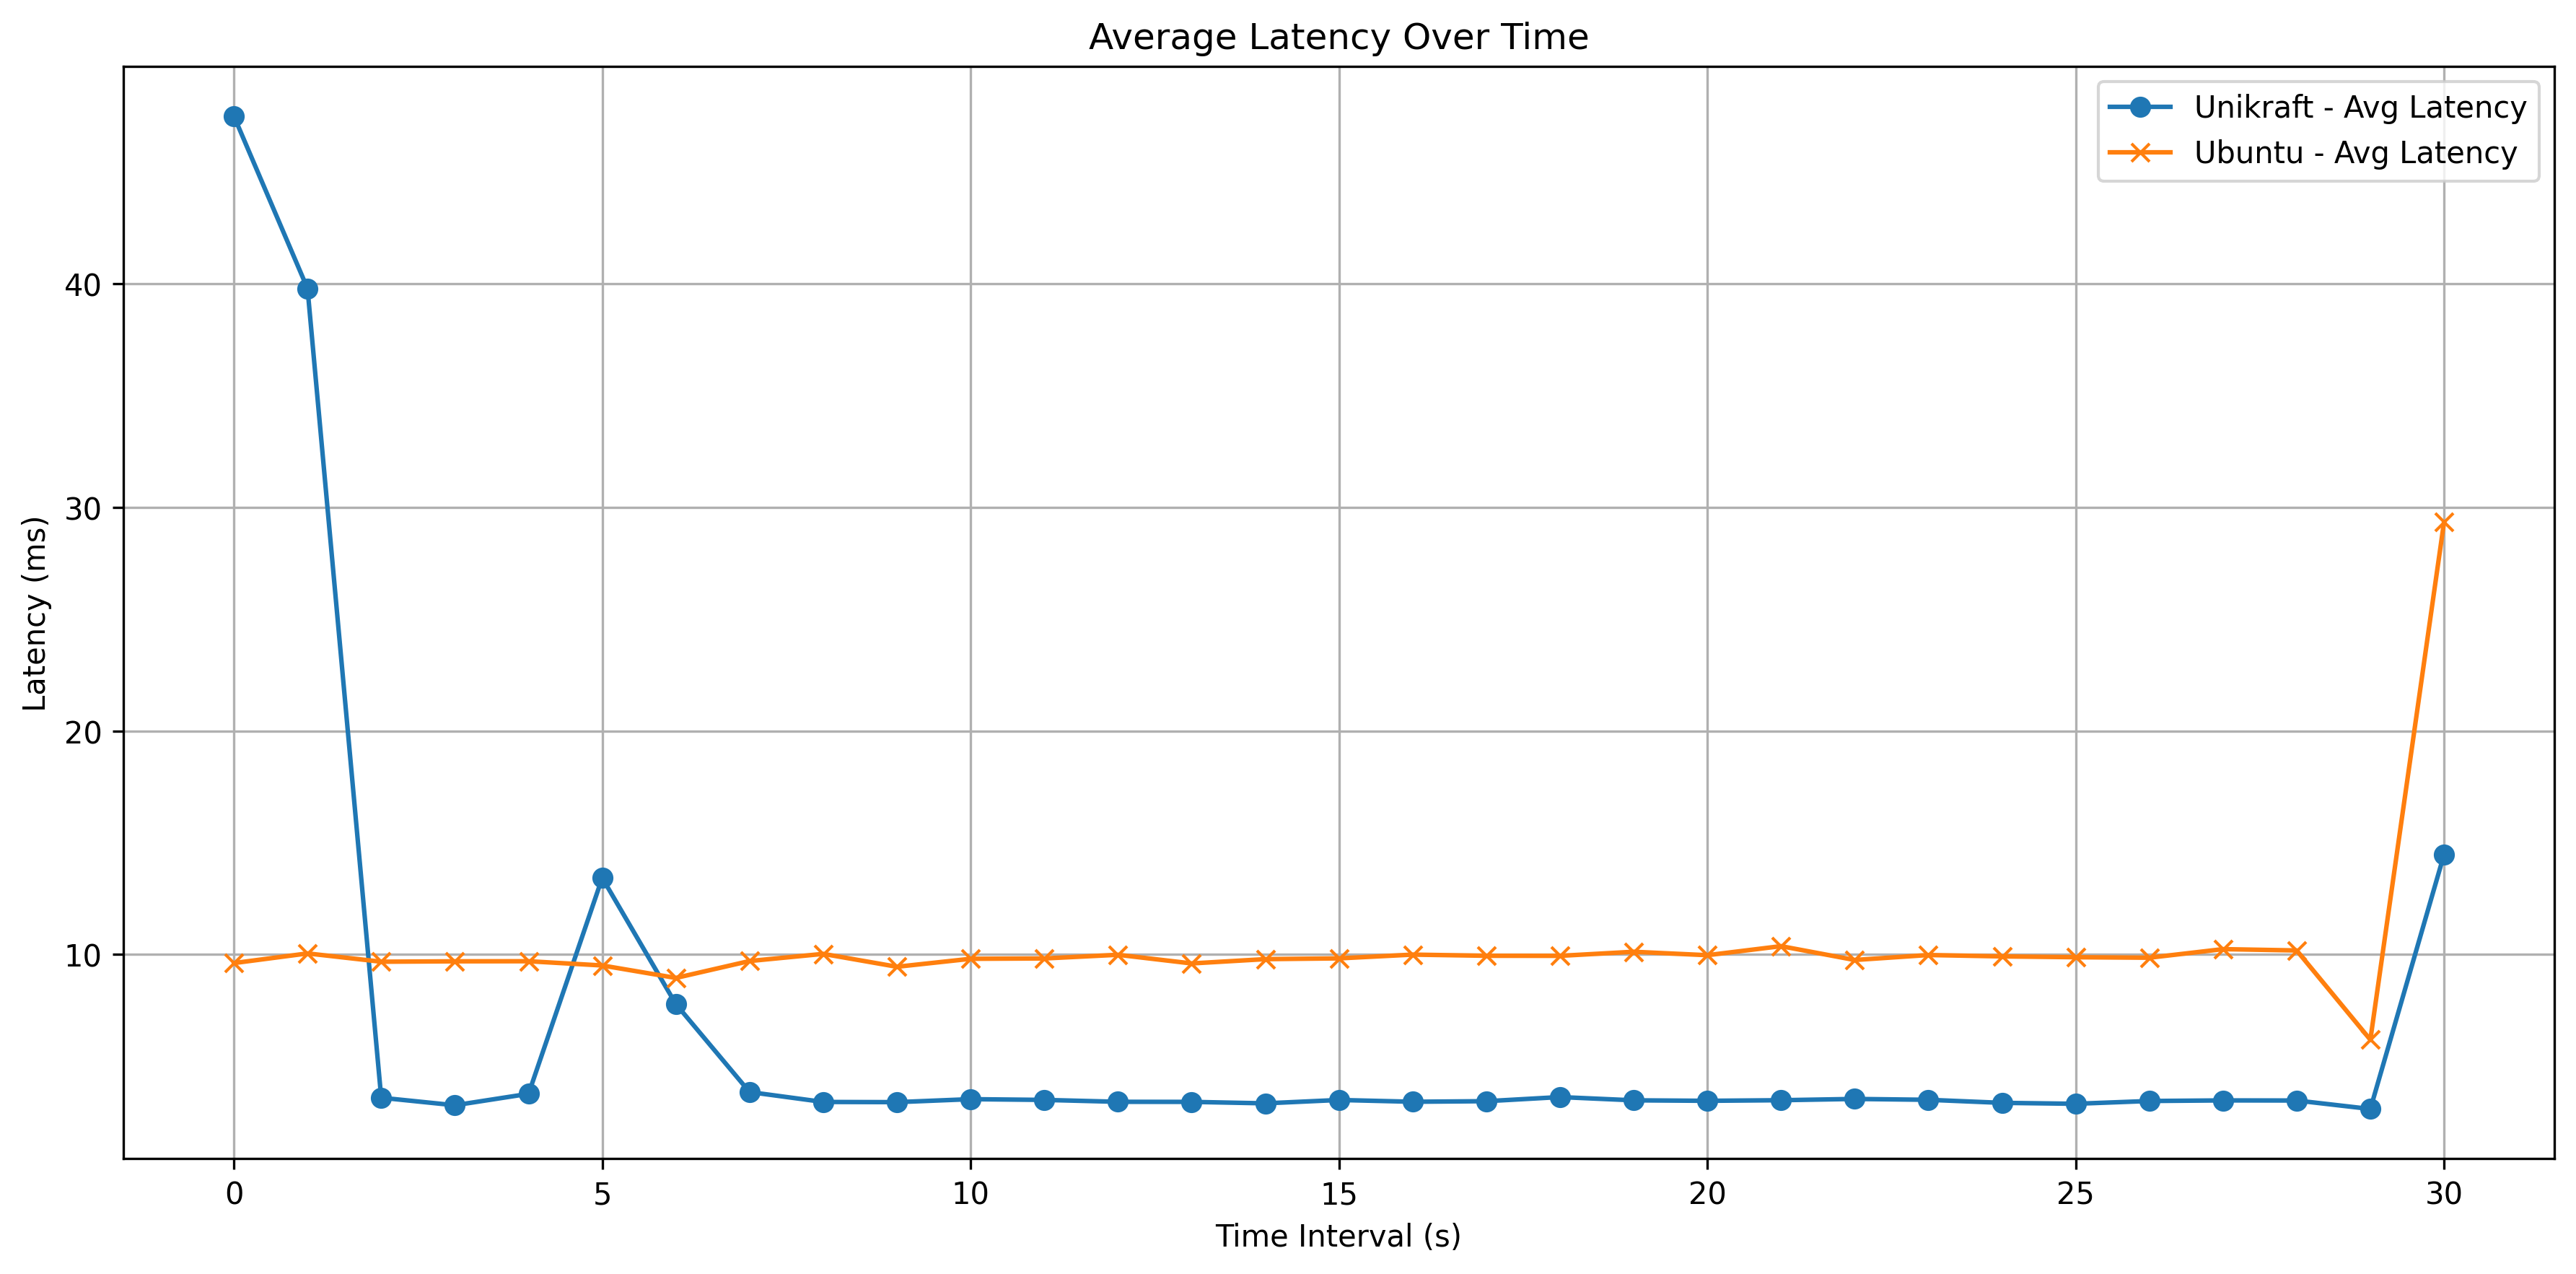 Average Latency Over Time
Unikraft - Avg Latency
Ubuntu - Avg Latency
Latency (ms)
40
30
20
10
0 5 10 15 20 25 30
Time Interval (s)